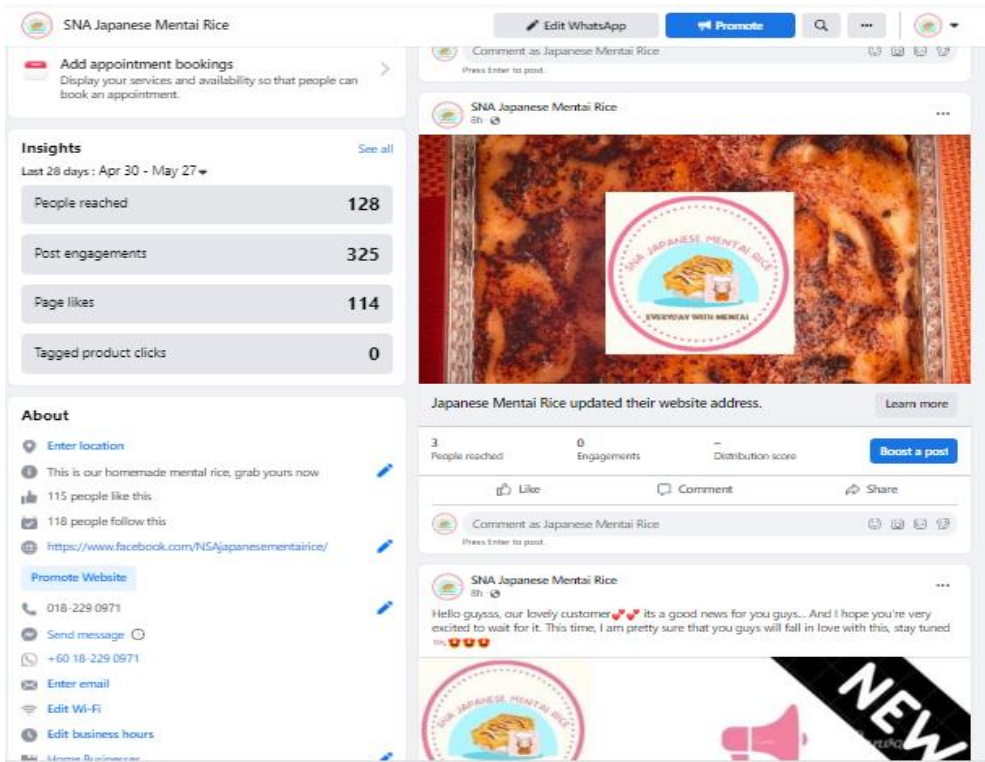 SNA Japanese Mentai Rice
Edit WhatsApp
Promote
Add appointment bookings
Display your services and availability so that people can
book an appointment.
Insights
See all
Last 28 days : Apr 30 - May 27
People reached
128
Post engagements
325
Page likes
114
Tagged product clicks
0
About
Enter location
This is our homemade mental rice, grab yours now
115 people like this
118 people follow this
https://www.facebook.com/NSAjapanesementairice/
Promote Website
018-229 0971
Send message
+60 18-229 0971
Enter email
Edit Wi-Fi
Edit business hours
Home Businesses
Comment as Japanese Mentai Rice
Press Enter to post.
SNA Japanese Mentai Rice
8h
SNA JAPANESE MENTAI RICE
EVERYDAY WITH MENTAI
Japanese Mentai Rice updated their website address.
Learn more
3
People reached
0
Engagements
–
Distribution score
Boost a post
Like
Comment
Share
Comment as Japanese Mentai Rice
Press Enter to post.
SNA Japanese Mentai Rice
8h
Hello guysss, our lovely customer💕💕 its a good news for you guys... And I hope you're very
excited to wait for it. This time, I am pretty sure that you guys will fall in love with this, stay tuned
SNA JAPANESE MENTAI RICE
NEW